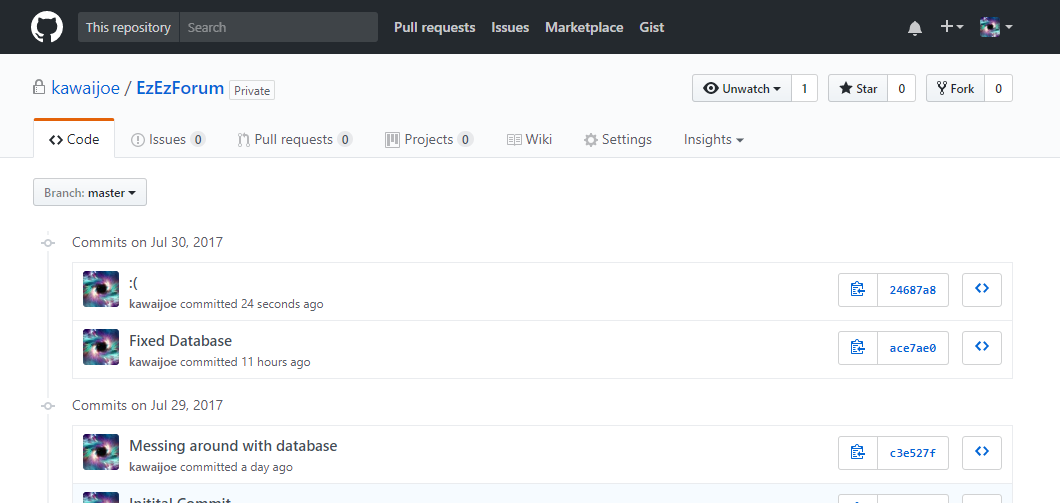 This repository Search Pull requests Issues Marketplace Gist
kawaijoe / EzEzForum Private Unwatch 1 Star 0 Fork 0
Code Issues 0 Pull requests 0 Projects 0 Wiki Settings Insights
Branch: master
Commits on Jul 30, 2017
:(
kawaijoe committed 24 seconds ago
24687a8
Fixed Database
kawaijoe committed 11 hours ago
ace7ae0
Commits on Jul 29, 2017
Messing around with database
kawaijoe committed a day ago
c3e527f
Initital Commit